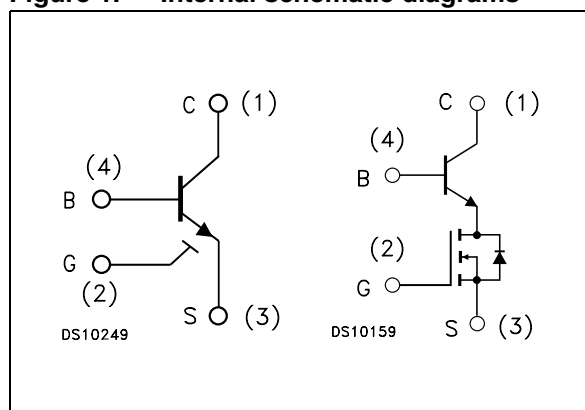 Figure 1. Internal schematic diagrams
C (1)
(4)
B
G
(2)
S (3)
DS10249
C (1)
(4)
B
(2)
G
S (3)
DS10159